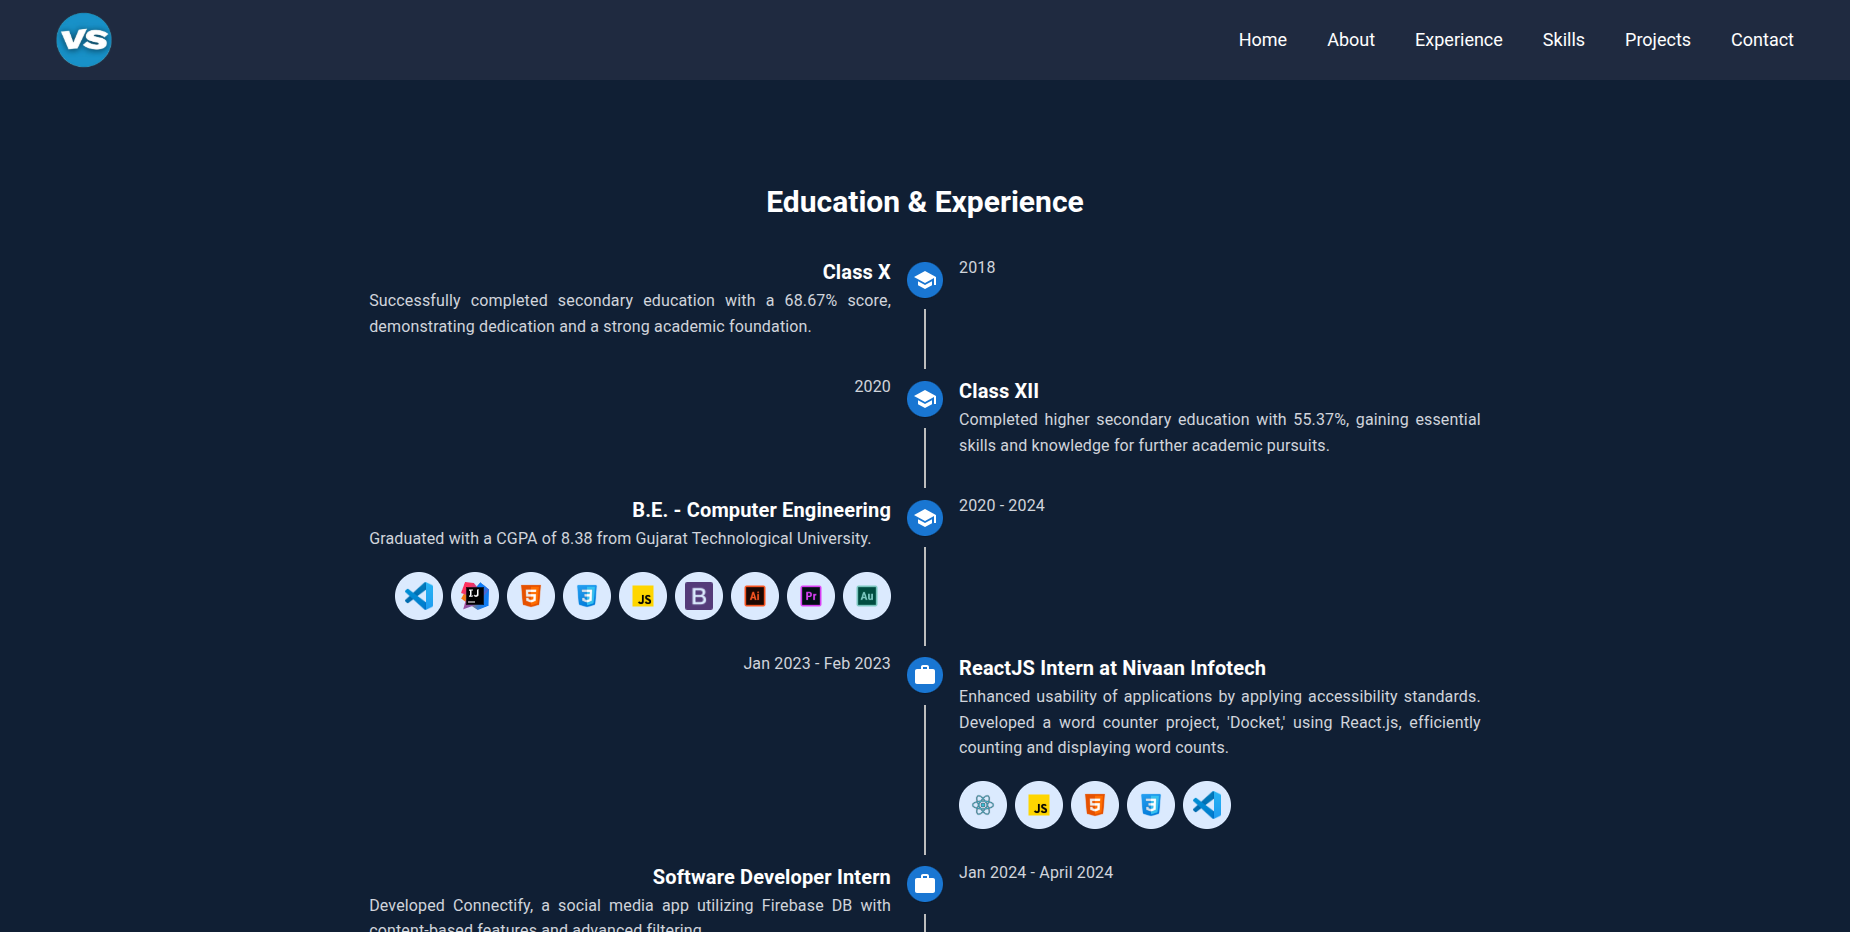 VS
Home
About
Experience
Skills
Projects
Contact
Education & Experience
Class X
2018
Successfully completed secondary education with a 68.67% score,
demonstrating dedication and a strong academic foundation.
2020
Class XII
Completed higher secondary education with 55.37%, gaining essential
skills and knowledge for further academic pursuits.
B.E. - Computer Engineering
2020 - 2024
Graduated with a CGPA of 8.38 from Gujarat Technological University.
IJ
5
3
JS
B
Ai
Pr
Au
Jan 2023 - Feb 2023
ReactJS Intern at Nivaan Infotech
Enhanced usability of applications by applying accessibility standards.
Developed a word counter project, 'Docket,' using React.js, efficiently
counting and displaying word counts.
JS
5
3
Software Developer Intern
Jan 2024 - April 2024
Developed Connectify, a social media app utilizing Firebase DB with
content-based features and advanced filtering